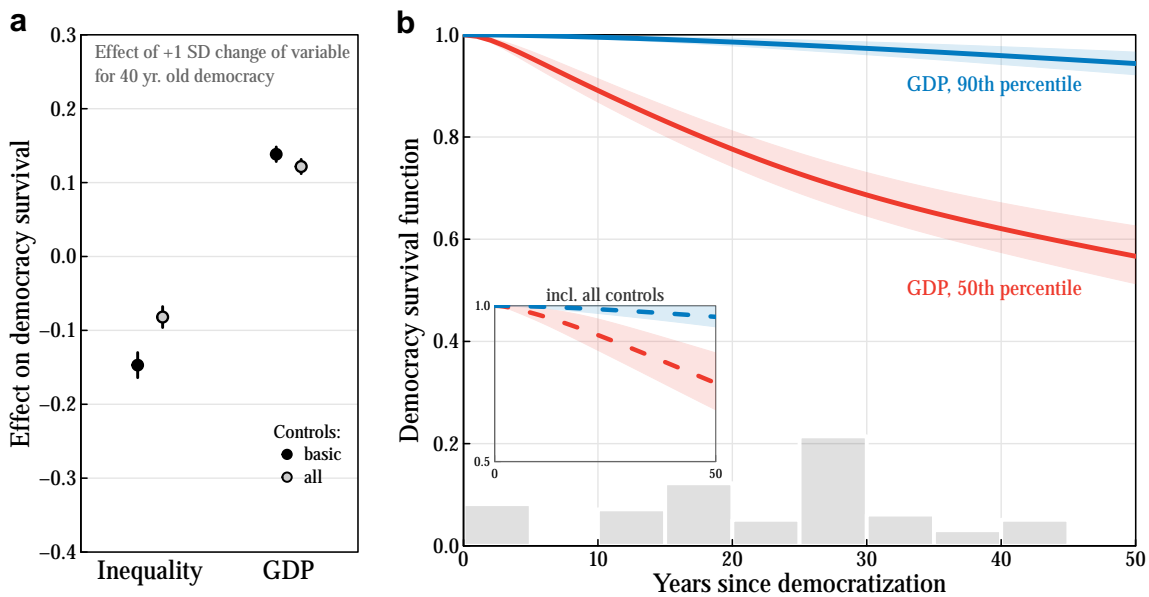 a
0.3
0.2
0.1
0.0
−0.1
−0.2
−0.3
−0.4
Effect on democracy survival
Effect of +1 SD change of variable
for 40 yr. old democracy
Controls:
basic
all
Inequality
GDP
b
1.0
0.8
0.6
0.4
0.2
0.0
Democracy survival function
GDP, 90th percentile
GDP, 50th percentile
incl. all controls
1.0
0.5
0
50
0
10
20
30
40
50
Years since democratization